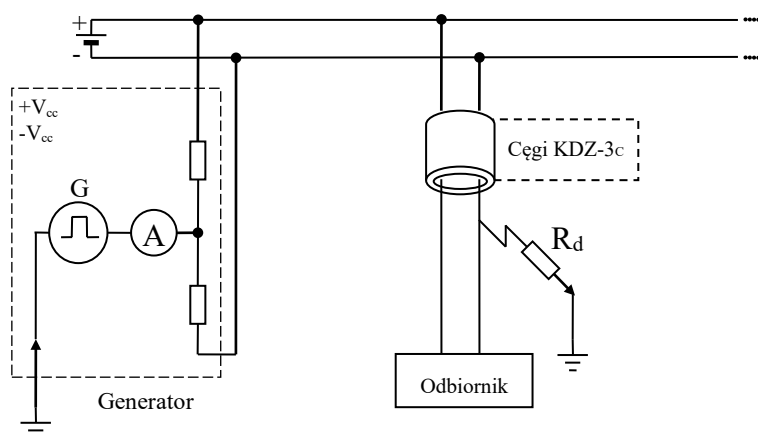 +
-
+Vcc
-Vcc
G
A
Generator
Cęgi KDZ-3C
Rd
Odbiornik